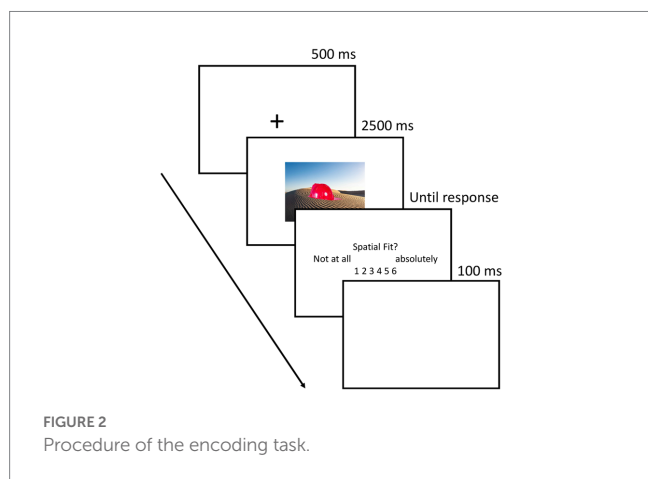 500 ms
+
2500 ms
Until response
Spatial Fit?
Not at all absolutely
1 2 3 4 5 6
100 ms
FIGURE 2
Procedure of the encoding task.